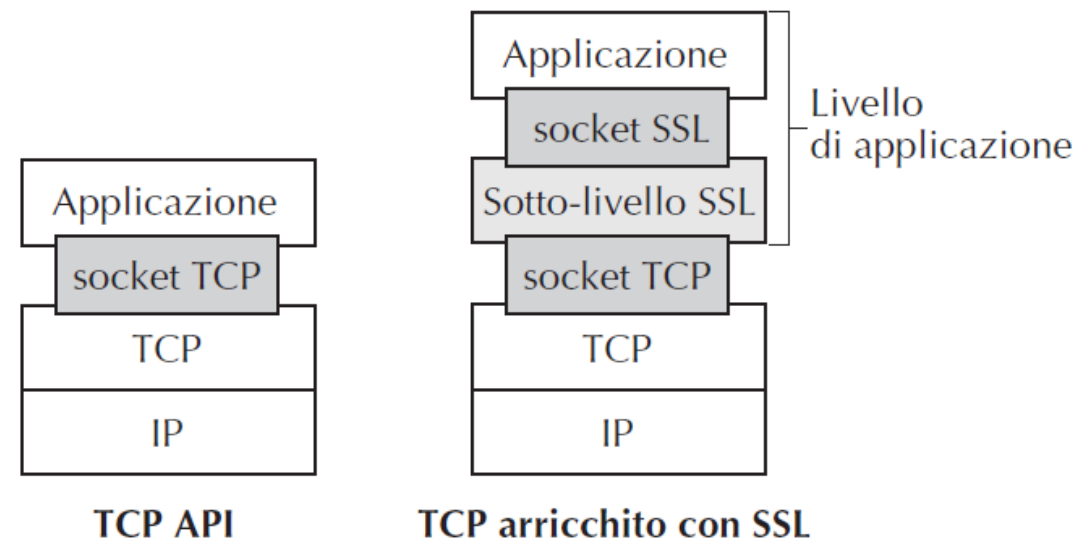 Applicazione
socket TCP
TCP
IP
TCP API
Applicazione
socket SSL
Sotto-livello SSL
socket TCP
TCP
IP
TCP arricchito con SSL
Livello
di applicazione